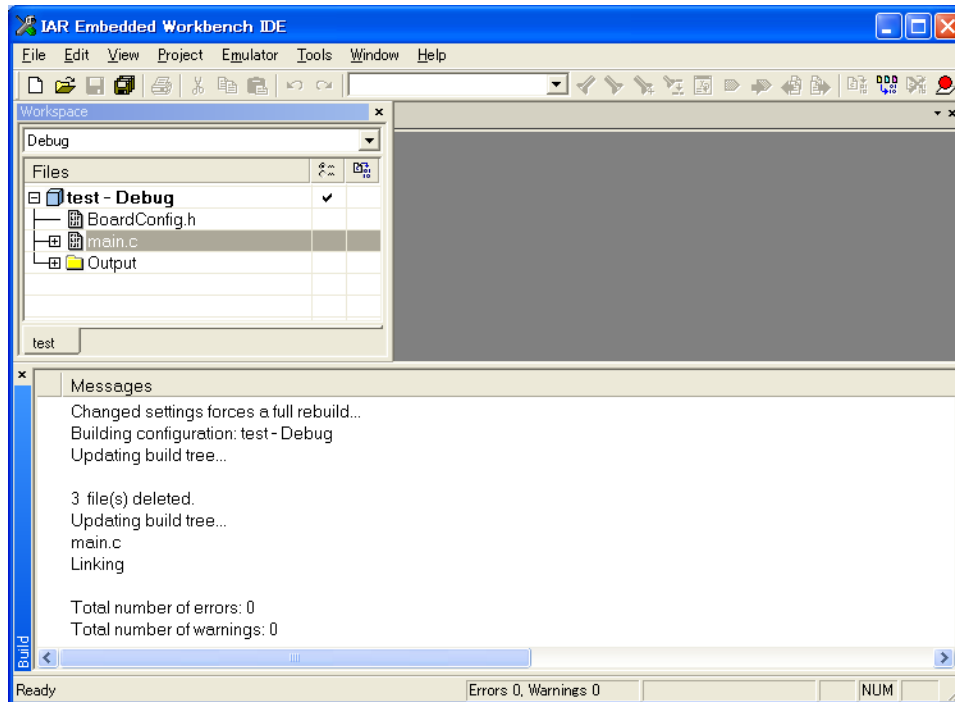 IAR Embedded Workbench IDE
File Edit View Project Emulator Tools Window Help
Workspace
Debug
Files
test - Debug
BoardConfig.h
main.c
Output
test
Messages
Changed settings forces a full rebuild...
Building configuration: test - Debug
Updating build tree...
3 file(s) deleted.
Updating build tree...
main.c
Linking
Total number of errors: 0
Total number of warnings: 0
Build
Ready
Errors 0, Warnings 0
NUM